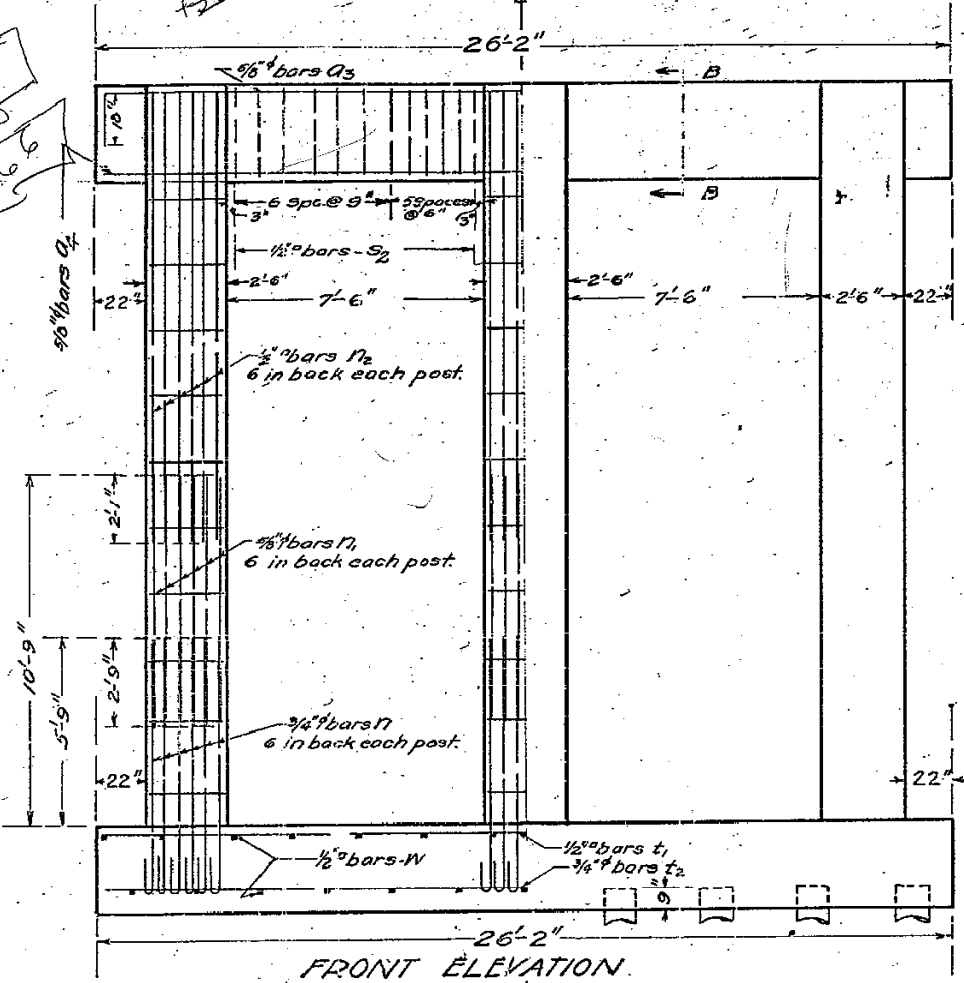 26'-2"
5/8"ϕ bars a3
B
18"
6 spc. @ 9"
5 Spaces
@ 6"
3"
3"
B
1/2"□ bars - S2
5/8"ϕ bars a4
22"
2'-6"
7'-6"
2'-6"
7'-6"
2'6"
22"
1/2"□ bars n2
6 in back each post.
2'-1"
5/8"ϕ bars n1
6 in back each post.
10'-9"
5'-9"
2'-9"
3/4"ϕ bars n
6 in back each post.
22"
22"
1/2"□ bars t1
1/2"□ bars - W
3/4"ϕ bars t2
9"
26'-2"
FRONT ELEVATION.